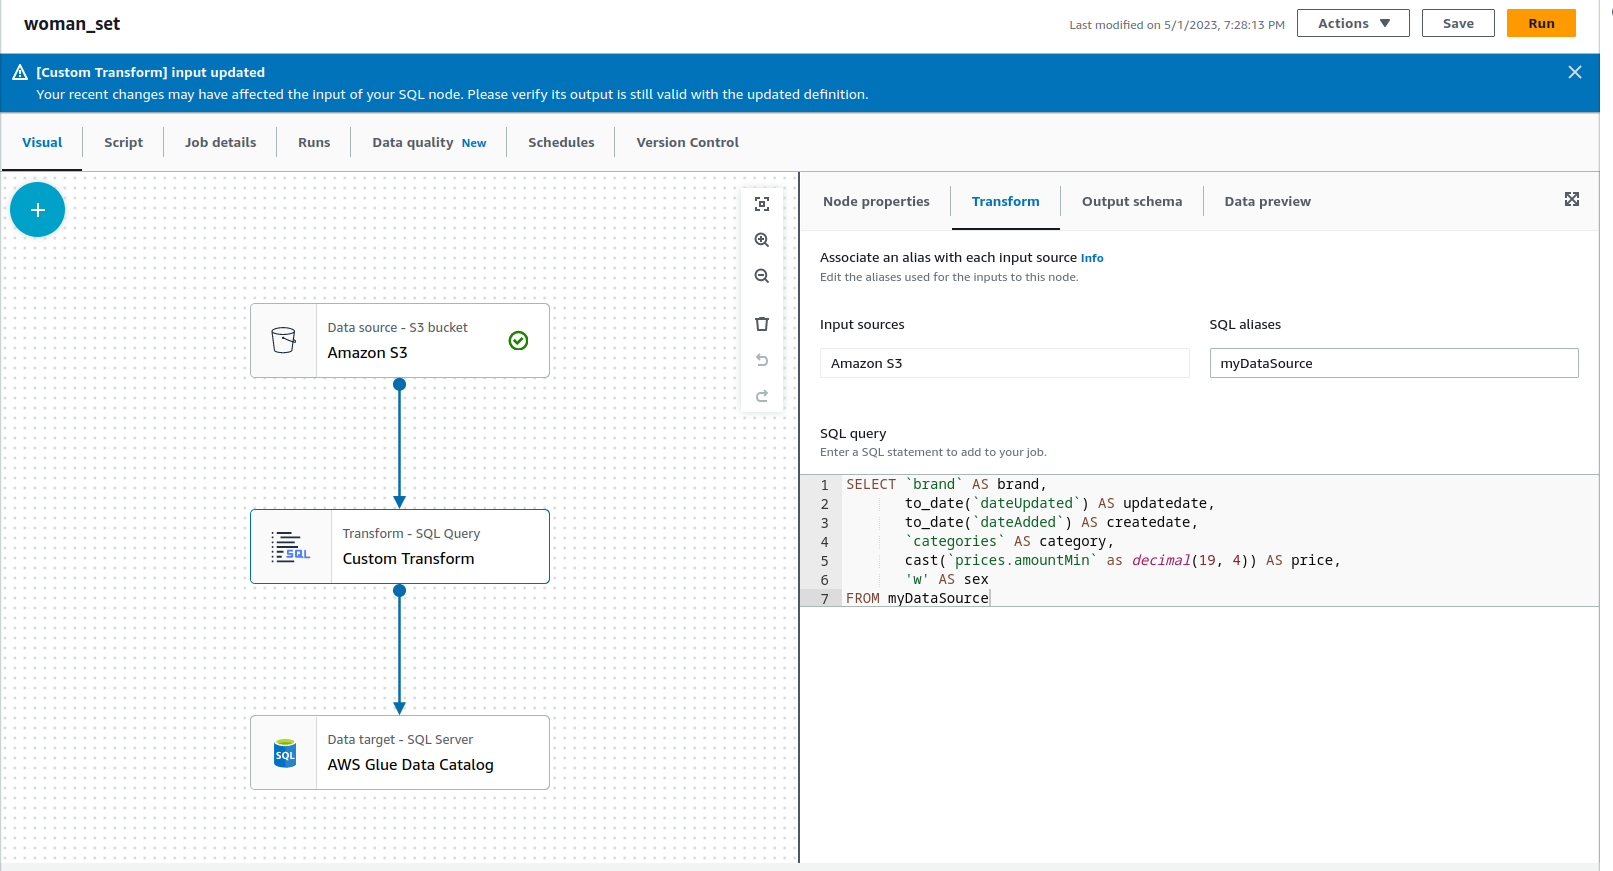 woman_set
Last modified on 5/1/2023, 7:28:13 PM
Actions
Save
Run
[Custom Transform] input updated
Your recent changes may have affected the input of your SQL node. Please verify its output is still valid with the updated definition.
Visual
Script
Job details
Runs
Data quality New
Schedules
Version Control
Data source - S3 bucket
Amazon S3
Transform - SQL Query
SQL
Custom Transform
Data target - SQL Server
SQL
AWS Glue Data Catalog
Node properties
Transform
Output schema
Data preview
Associate an alias with each input source Info
Edit the aliases used for the inputs to this node.
Input sources
SQL aliases
Amazon S3
myDataSource
SQL query
Enter a SQL statement to add to your job.
1 SELECT `brand` AS brand,
2 to_date(`dateUpdated`) AS updatedate,
3 to_date(`dateAdded`) AS createdate,
4 `categories` AS category,
5 cast(`prices.amountMin` as decimal(19, 4)) AS price,
6 'w' AS sex
7 FROM myDataSource